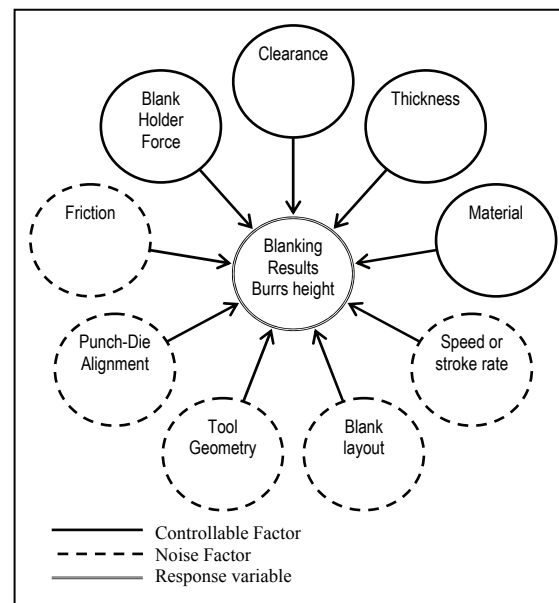 Clearance
Blank
Holder
Force
Thickness
Friction
Material
Blanking
Results
Burrs height
Punch-Die
Alignment
Speed or
stroke rate
Tool
Geometry
Blank
layout
Controllable Factor
Noise Factor
Response variable